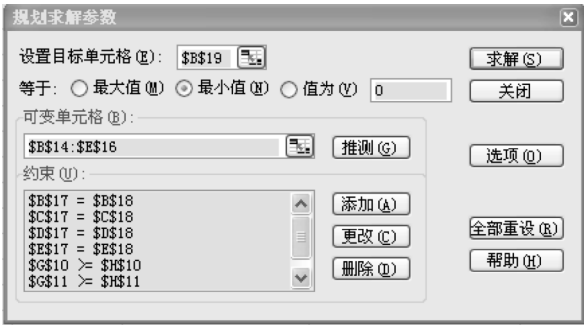 规划求解参数
设置目标单元格(E): $B$19 求解(S)
等于: 最大值(M) 最小值(N) 值为(V) 0 关闭
可变单元格(B):
$B$14:$E$16 推测(G) 选项(O)
约束(U):
$B$17 = $B$18 添加(A)
$C$17 = $C$18
$D$17 = $D$18 更改(C) 全部重设(R)
$E$17 = $E$18
$G$10 >= $H$10 删除(D) 帮助(H)
$G$11 >= $H$11